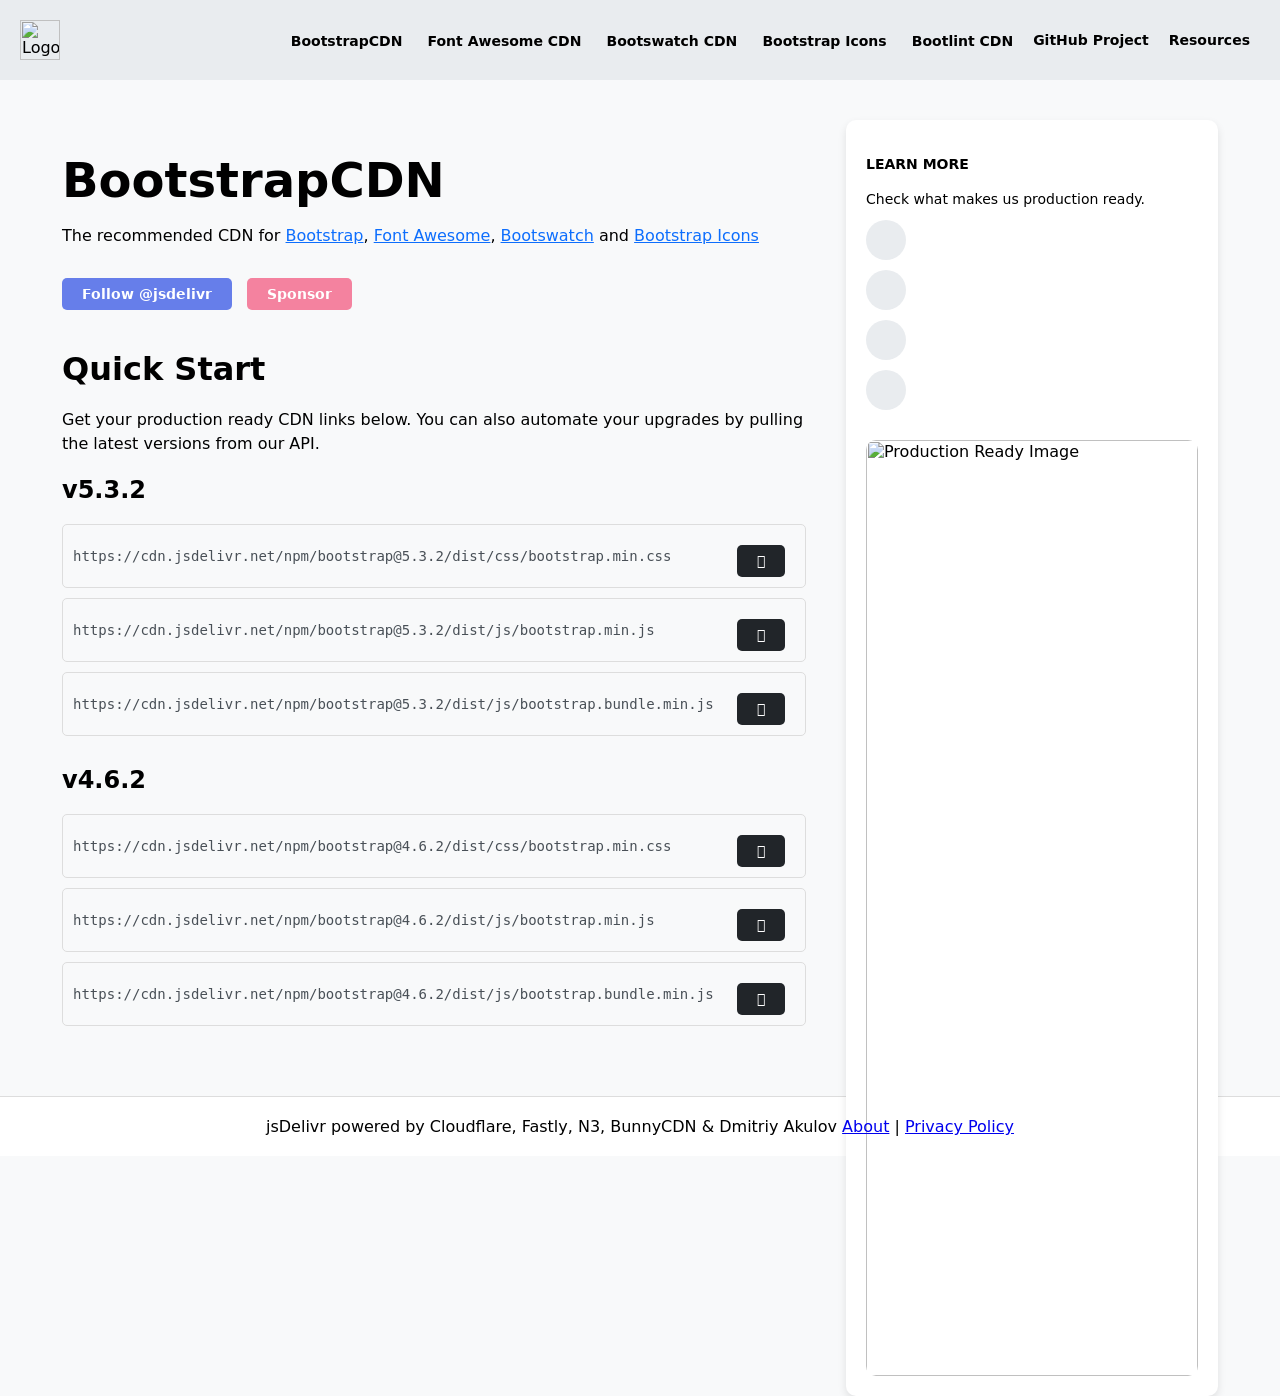 Logo
BootstrapCDN Font Awesome CDN Bootswatch CDN Bootstrap Icons Bootlint CDN GitHub Project Resources
BootstrapCDN
The recommended CDN for Bootstrap, Font Awesome, Bootswatch and Bootstrap Icons
Follow @jsdelivr Sponsor
Quick Start
Get your production ready CDN links below. You can also automate your upgrades by pulling
the latest versions from our API.
v5.3.2
https://cdn.jsdelivr.net/npm/bootstrap@5.3.2/dist/css/bootstrap.min.css
https://cdn.jsdelivr.net/npm/bootstrap@5.3.2/dist/js/bootstrap.min.js
https://cdn.jsdelivr.net/npm/bootstrap@5.3.2/dist/js/bootstrap.bundle.min.js
v4.6.2
https://cdn.jsdelivr.net/npm/bootstrap@4.6.2/dist/css/bootstrap.min.css
https://cdn.jsdelivr.net/npm/bootstrap@4.6.2/dist/js/bootstrap.min.js
https://cdn.jsdelivr.net/npm/bootstrap@4.6.2/dist/js/bootstrap.bundle.min.js
LEARN MORE
Check what makes us production ready.
Production Ready Image
jsDelivr powered by Cloudflare, Fastly, N3, BunnyCDN & Dmitriy Akulov About | Privacy Policy